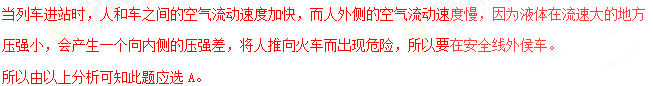 当列车进站时，人和车之间的空气流动速度加快，而人外侧的空气流动速度慢，因为液体在流速大的地方
压强小，会产生一个向内侧的压强差，将人推向火车而出现危险，所以要在安全线外侯车。
所以由以上分析可知此题应选 A。